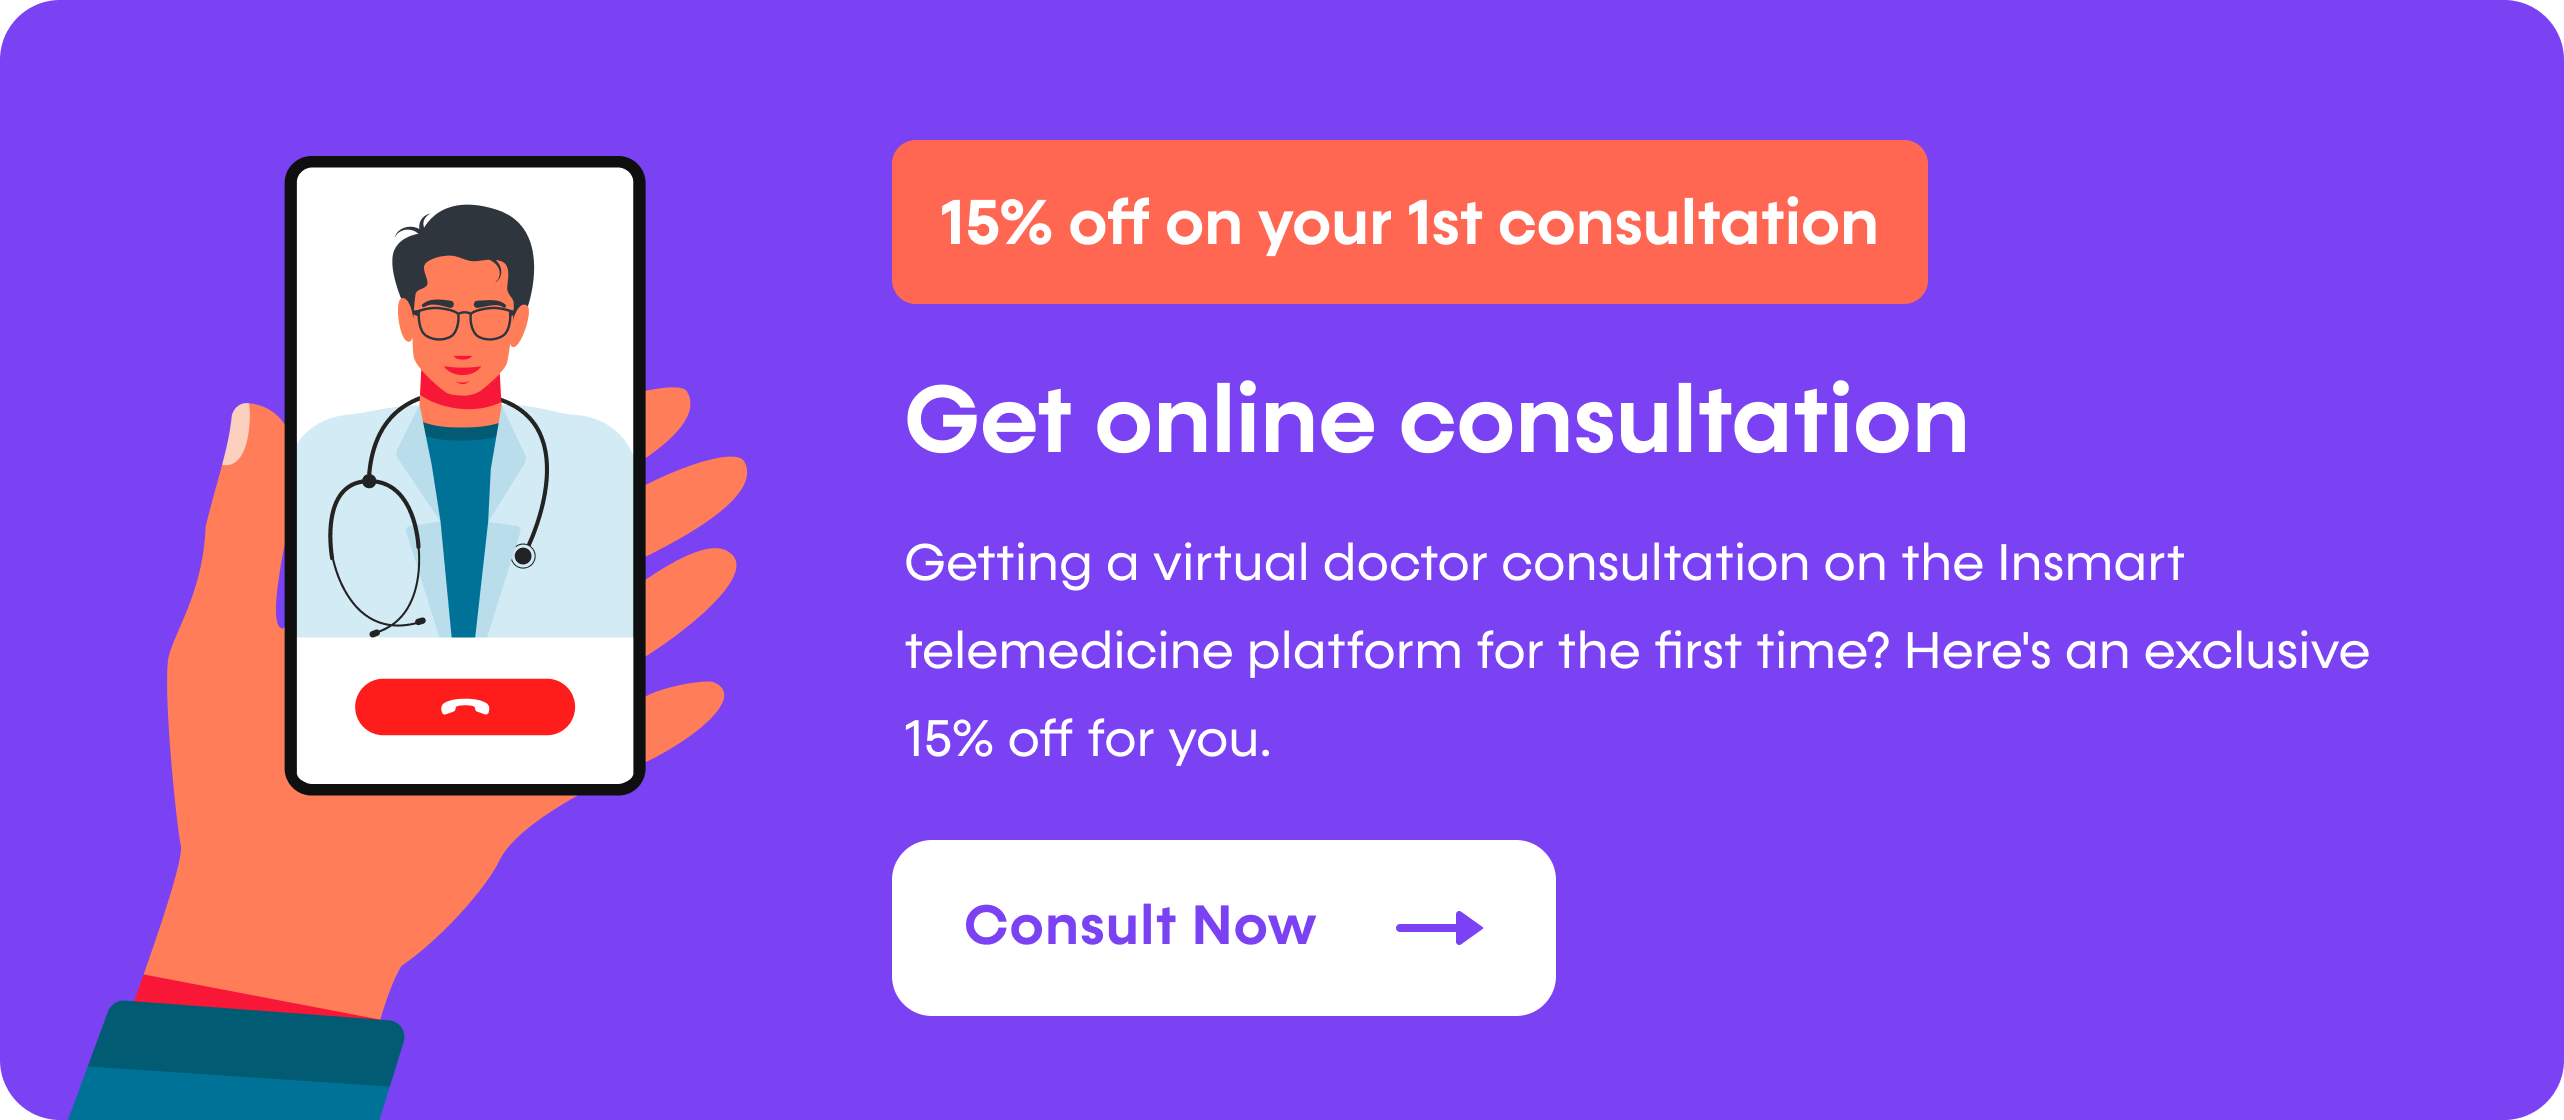 15% off on your 1st consultation
Get online consultation
Getting a virtual doctor consultation on the Insmart
telemedicine platform for the first time? Here's an exclusive
15% off for you.
Consult Now